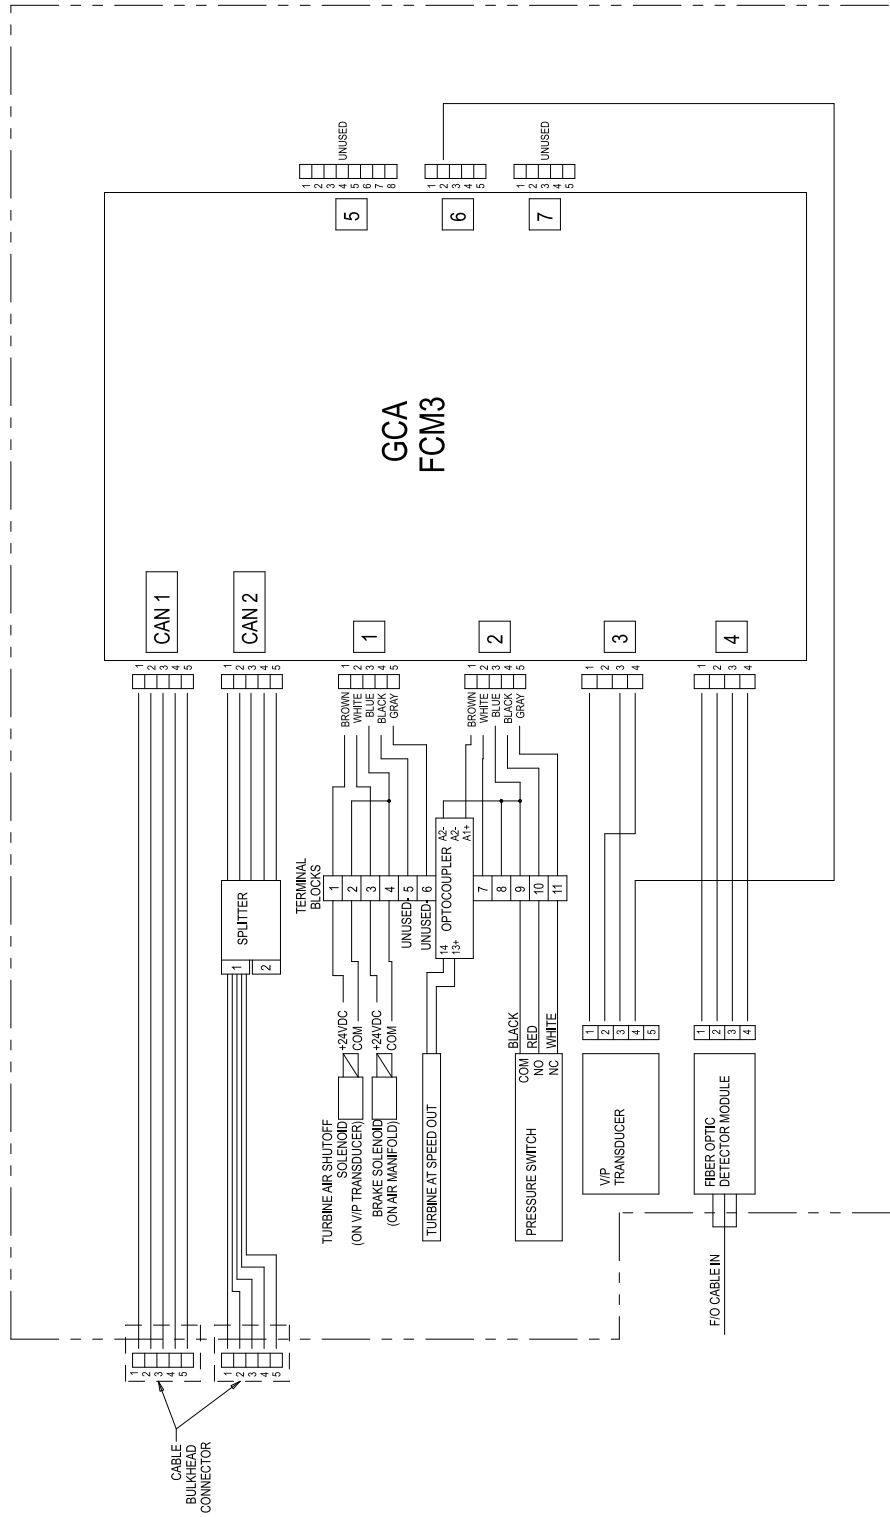 CABLE
BULKHEAD
CONNECTOR
1
2
3
4
5
1
2
3
4
5
1
2
3
4
5
CAN 1
SPLITTER
1
2
1
2
3
4
5
CAN 2
TURBINE AIR SHUTOFF
SOLENOID
(ON V/P TRANSDUCER)
+24VDC
COM
BRAKE SOLENOID
(ON AIR MANIFOLD)
+24VDC
COM
TERMINAL
BLOCKS
1
2
3
4
UNUSED- 5
UNUSED- 6
BROWN
WHITE
BLUE
BLACK
GRAY
1
2
3
4
5
1
TURBINE AT SPEED OUT
14
13+
OPTOCOUPLER
A2-
A2-
A1+
7
8
9
10
11
BROWN
WHITE
BLUE
BLACK
GRAY
1
2
3
4
5
2
PRESSURE SWITCH
COM
NO
NC
BLACK
RED
WHITE
V/P
TRANSDUCER
1
2
3
4
5
1
2
3
4
3
F/O CABLE IN
FIBER OPTIC
DETECTOR MODULE
1
2
3
4
1
2
3
4
4
GCA
FCM3
5
1
2
3
4
5
6
7
8
UNUSED
6
1
2
3
4
5
7
1
2
3
4
5
UNUSED